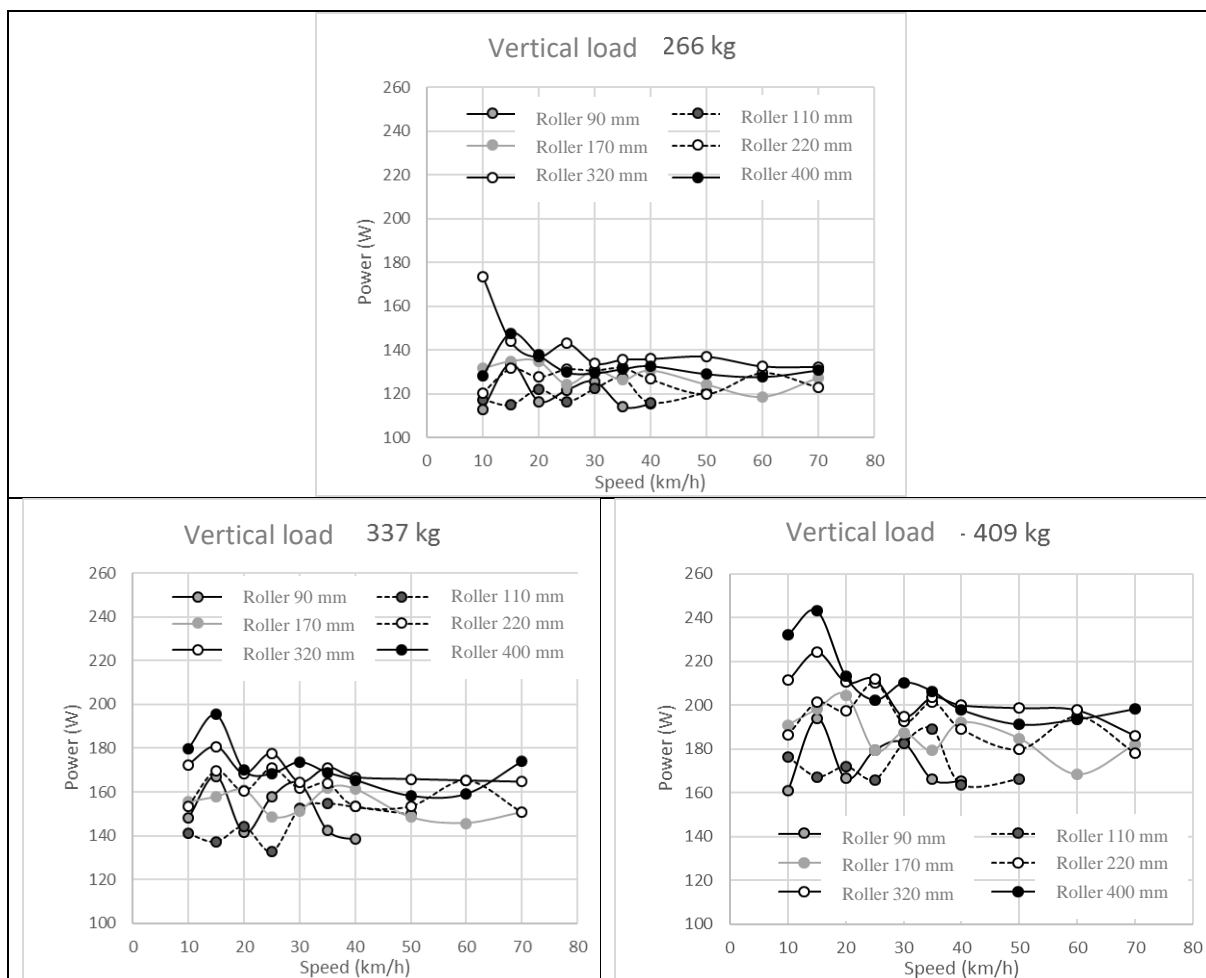 Vertical load 266 kg
260
240
220
200
180
160
140
120
100
Power (W)
Roller 90 mm Roller 110 mm
Roller 170 mm Roller 220 mm
Roller 320 mm Roller 400 mm
0 10 20 30 40 50 60 70 80
Speed (km/h)
Vertical load 337 kg
260
240
220
200
180
160
140
120
100
Power (W)
Roller 90 mm Roller 110 mm
Roller 170 mm Roller 220 mm
Roller 320 mm Roller 400 mm
0 10 20 30 40 50 60 70 80
Speed (km/h)
Vertical load - 409 kg
260
240
220
200
180
160
140
120
100
Power (W)
Roller 90 mm Roller 110 mm
Roller 170 mm Roller 220 mm
Roller 320 mm Roller 400 mm
0 10 20 30 40 50 60 70 80
Speed (km/h)